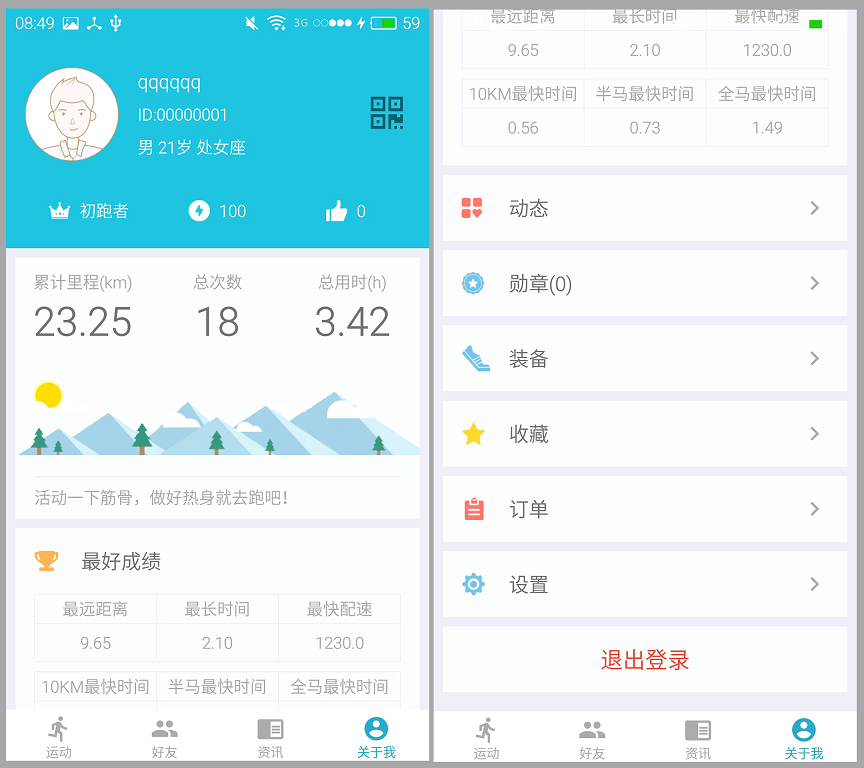 08:49 3G 59
qqqqqq
ID:00000001
男 21岁 处女座
初跑者 100 0
累计里程(km) 总次数 总用时(h)
23.25 18 3.42
活动一下筋骨，做好热身就去跑吧！
最好成绩
最远距离 最长时间 最快配速
9.65 2.10 1230.0
10KM最快时间 半马最快时间 全马最快时间
运动 好友 资讯 关于我
最远距离 最长时间 最快配速
9.65 2.10 1230.0
10KM最快时间 半马最快时间 全马最快时间
0.56 0.73 1.49
动态
勋章(0)
装备
收藏
订单
设置
退出登录
运动 好友 资讯 关于我